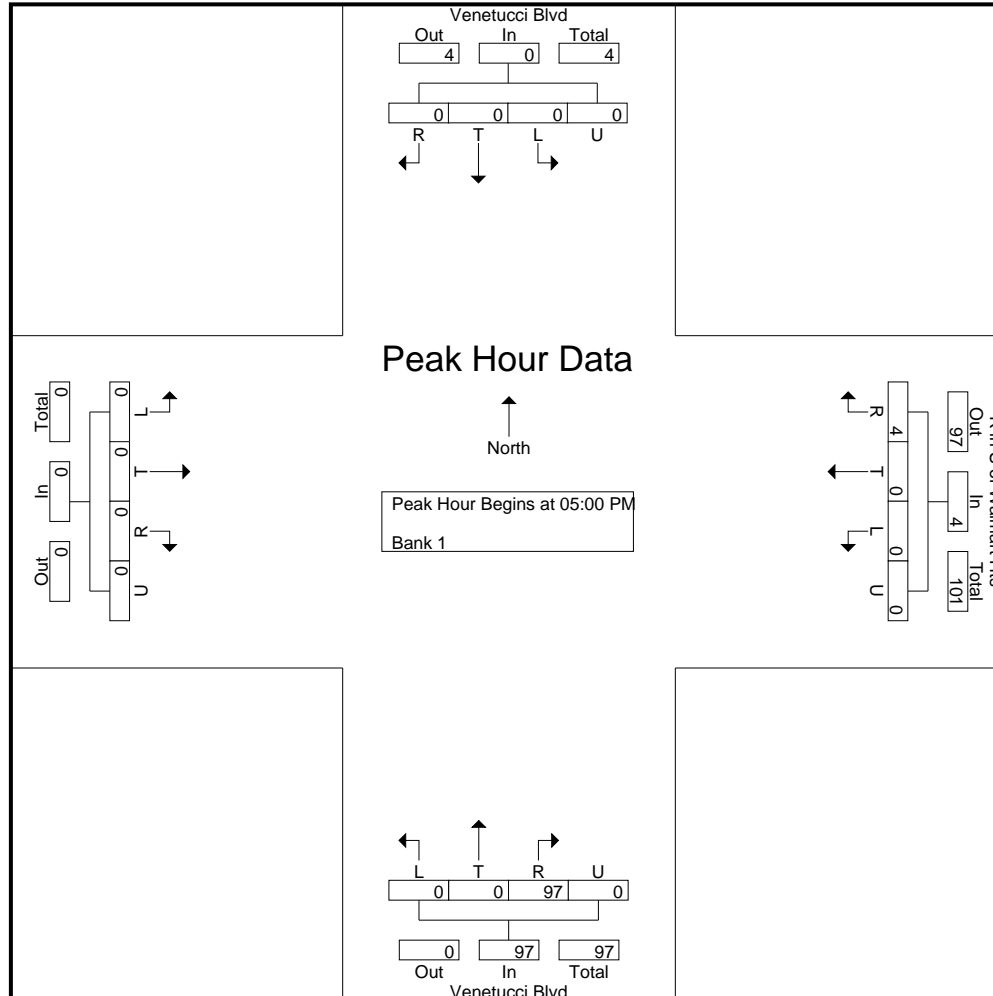 Venetucci Blvd
Out In Total
4 0 4
0 0 0 0
R T L U
Peak Hour Data
North
Peak Hour Begins at 05:00 PM
Bank 1
Total In Out
0 0 0
0 0 0 0
L T R U
Out In Total
97 4 101
4 0 0 0
R T L U
L T R U
0 0 97 0
0 97 97
Out In Total
Venetucci Blvd